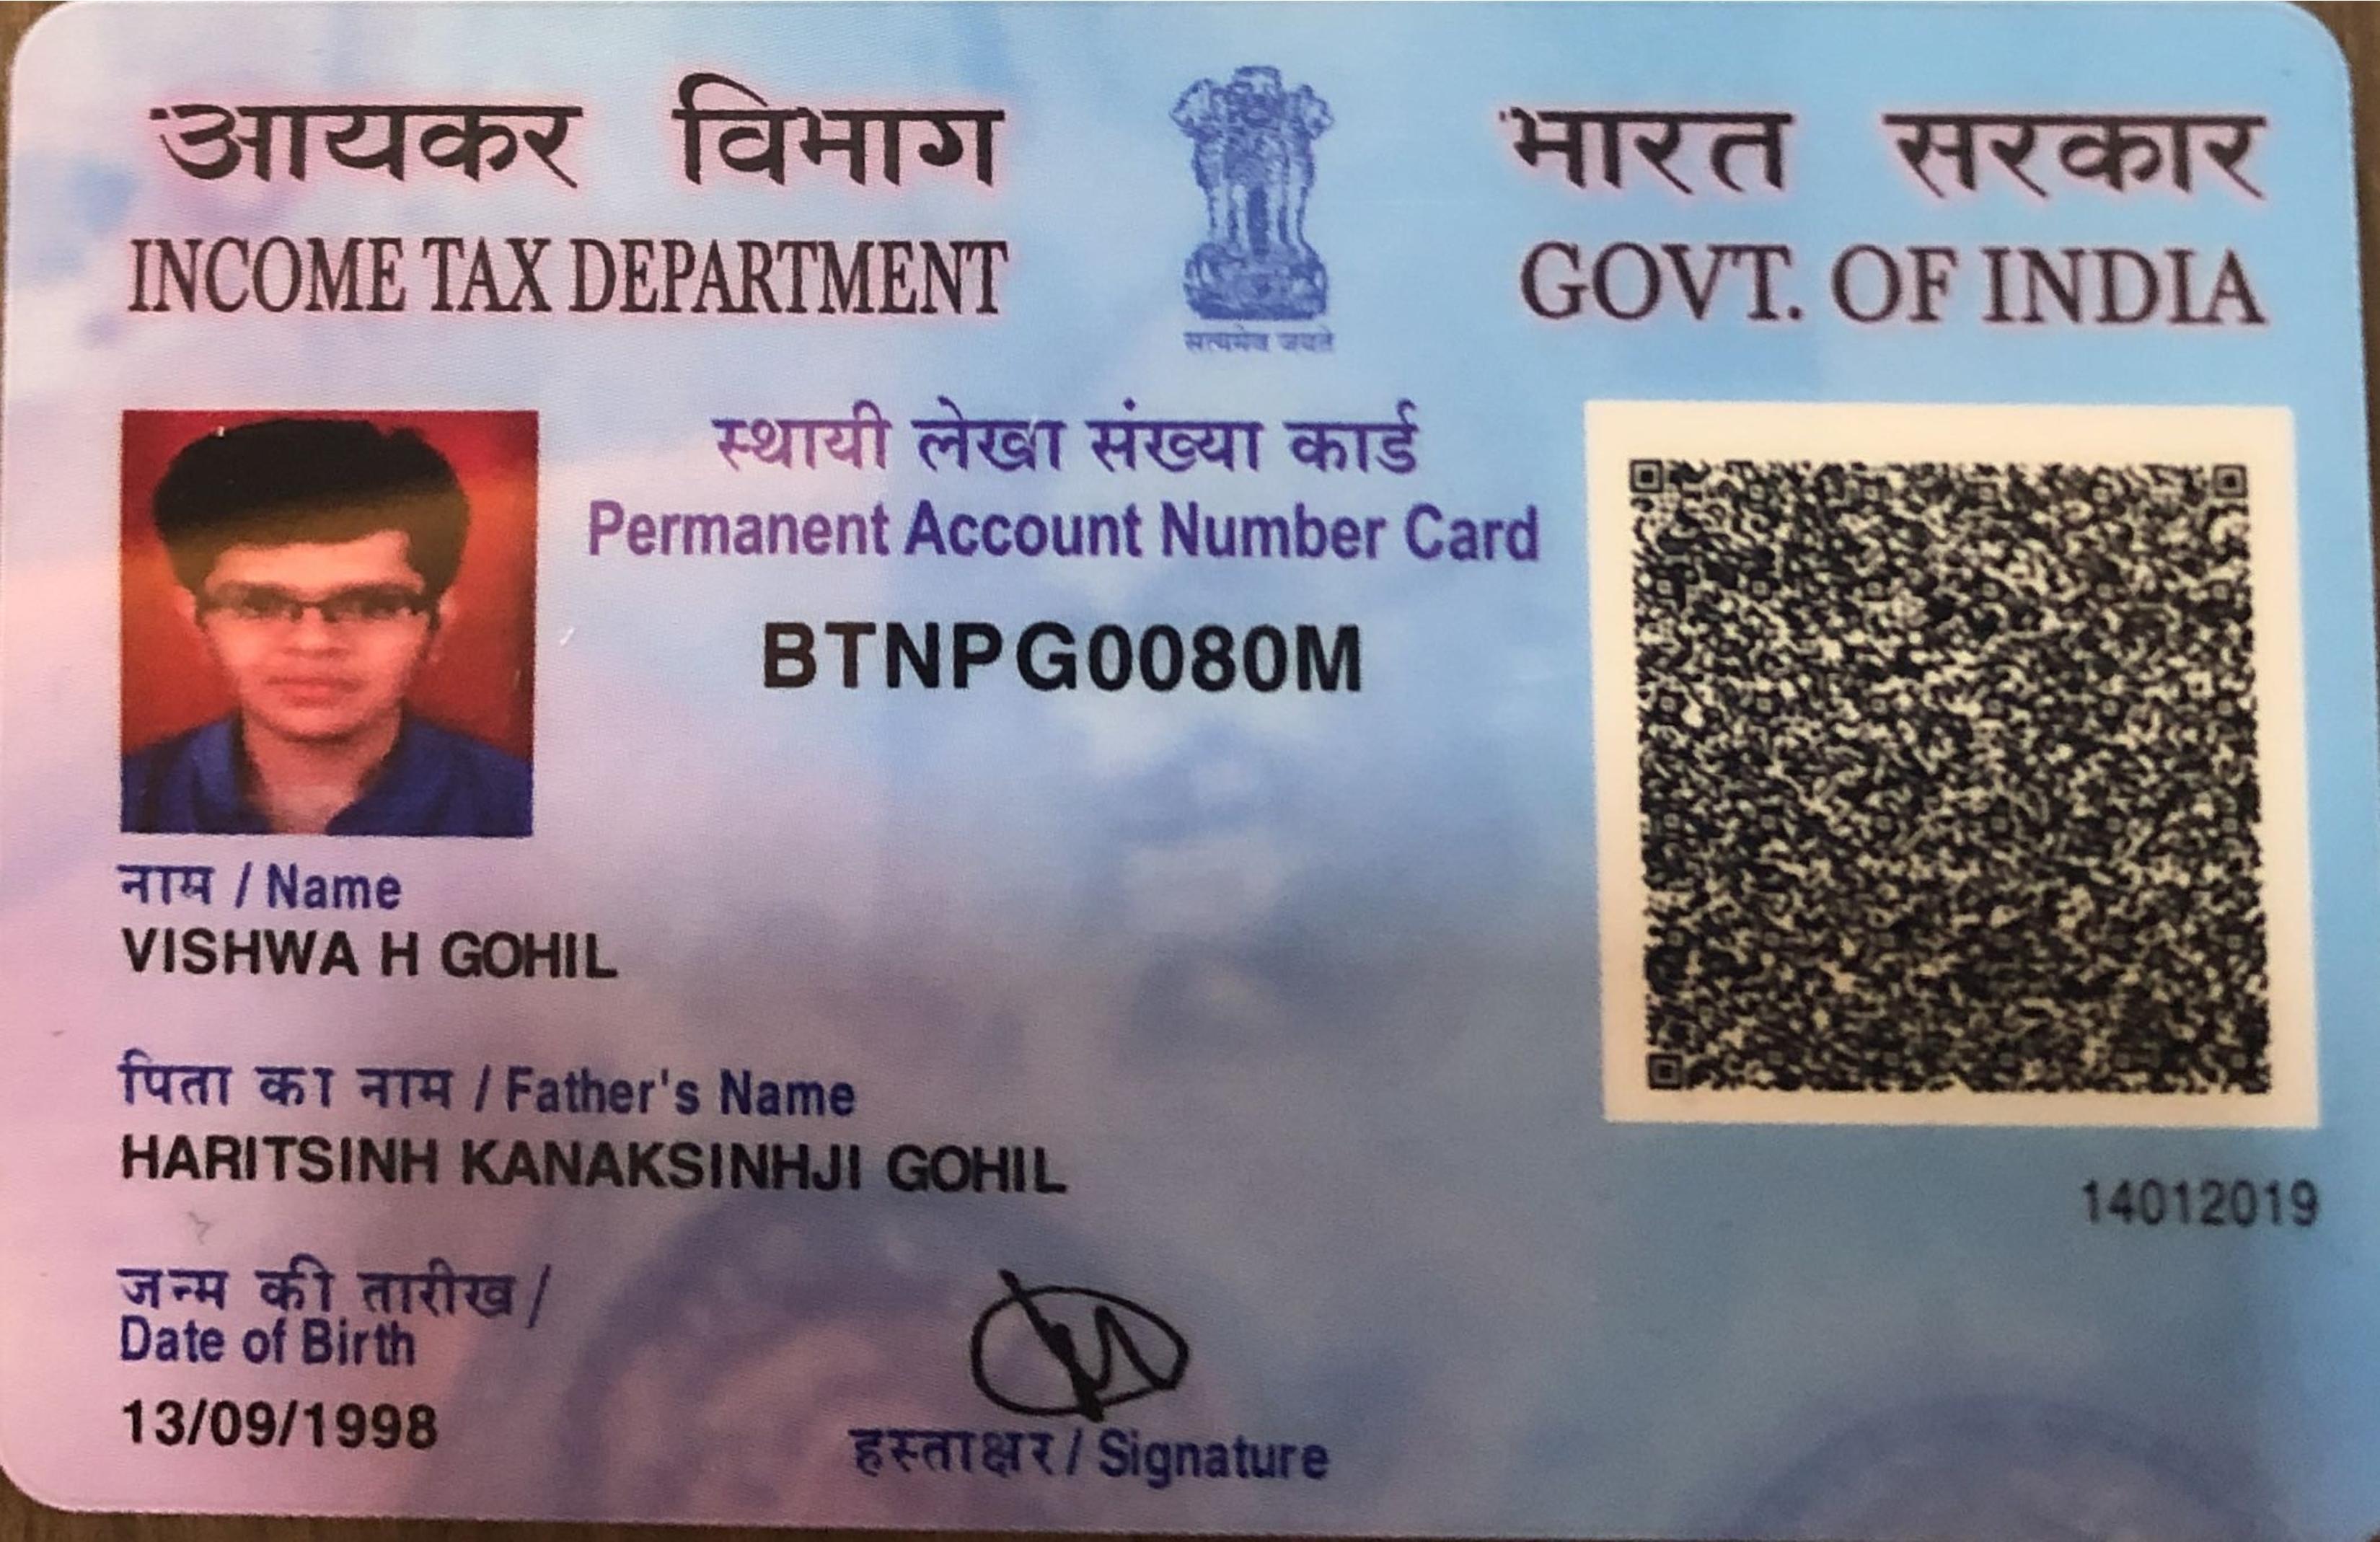 आयकर विभाग
INCOME TAX DEPARTMENT
सत्यमेव जयते
भारत सरकार
GOVT. OF INDIA
स्थायी लेखा संख्या कार्ड
Permanent Account Number Card
BTNPG0080M
नाम / Name
VISHWA H GOHIL
पिता का नाम / Father's Name
HARITSINH KANAKSINHJI GOHIL
14012019
जन्म की तारीख /
Date of Birth
13/09/1998
हस्ताक्षर / Signature